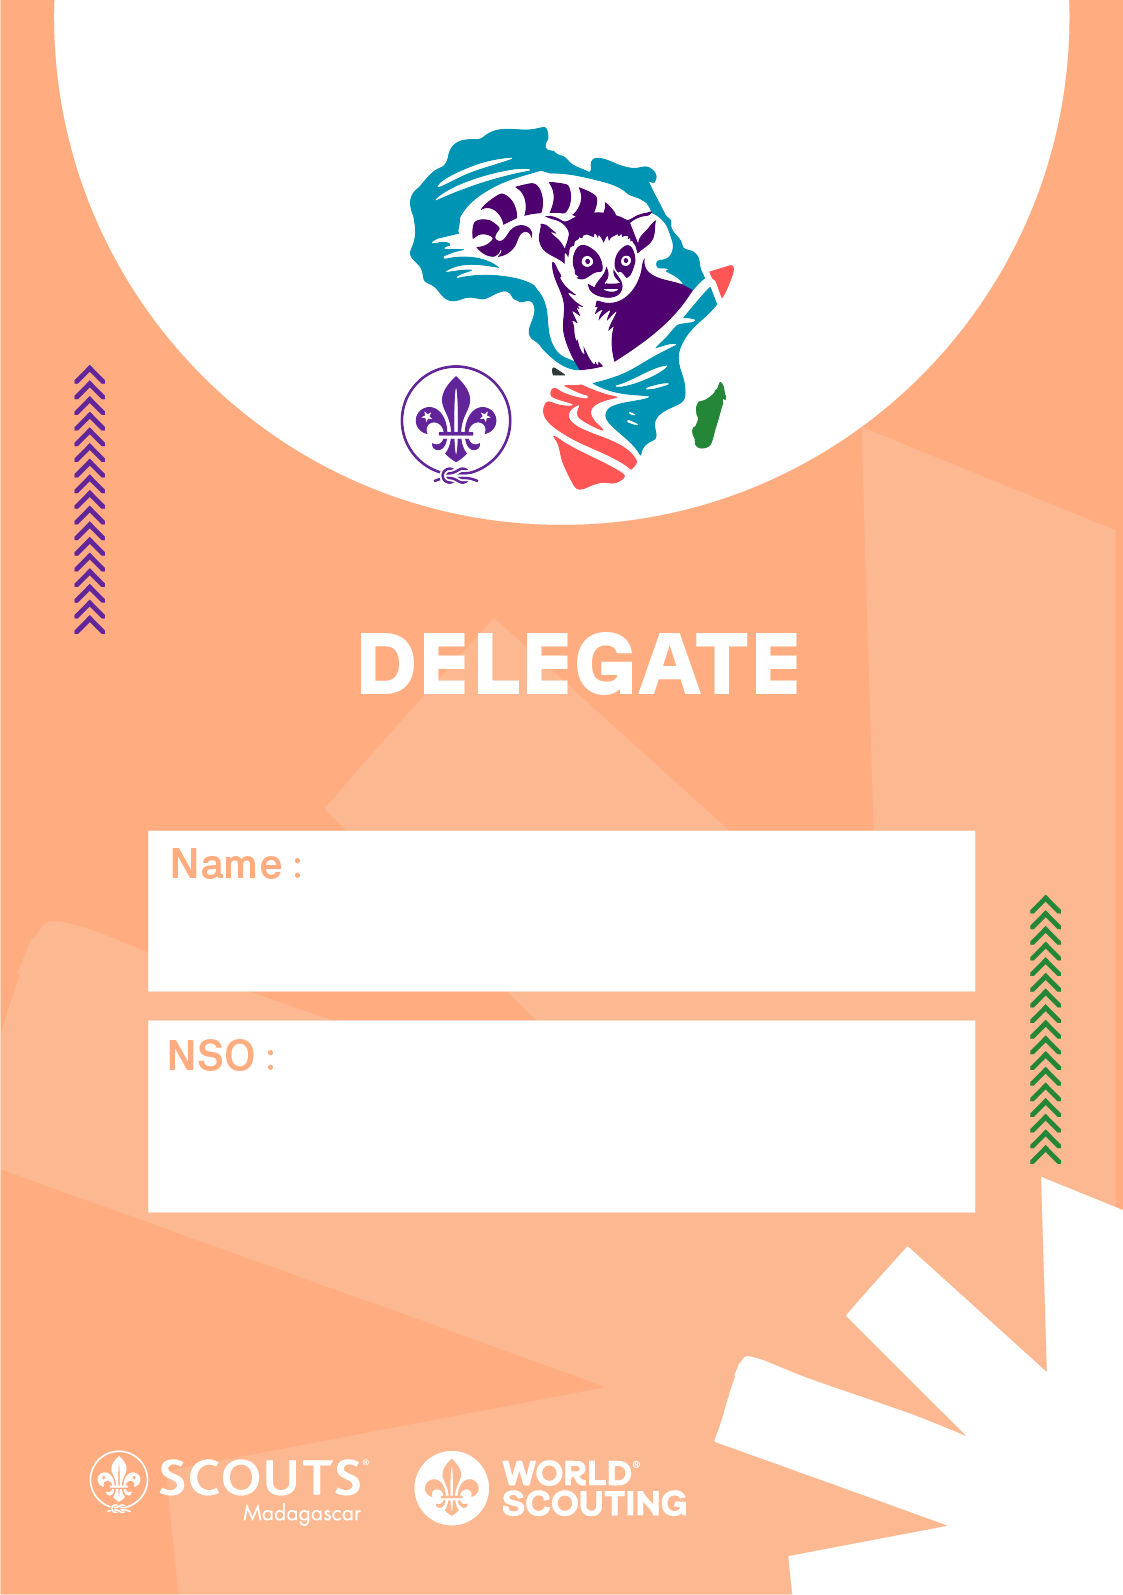 DELEGATE
Name :
NSO :
SCOUTS®
Madagascar
WORLD®
SCOUTING